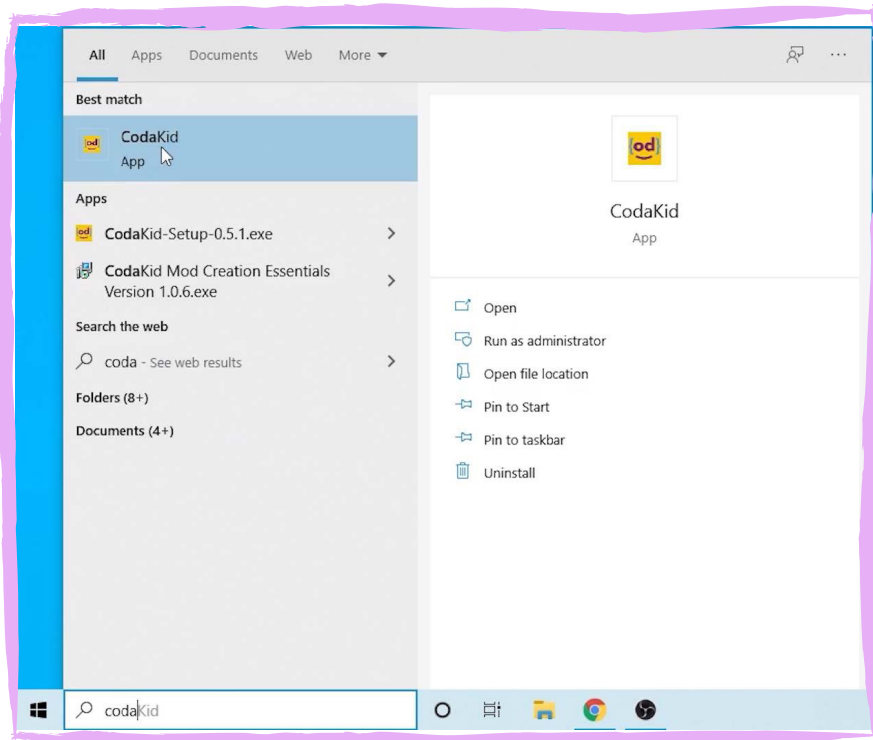 All Apps Documents Web More
Best match
CodaKid
App
Apps
CodaKid-Setup-0.5.1.exe
CodaKid Mod Creation Essentials
Version 1.0.6.exe
Search the web
coda - See web results
Folders (8+)
Documents (4+)
[od]
CodaKid
App
Open
Run as administrator
Open file location
Pin to Start
Pin to taskbar
Uninstall
codaKid